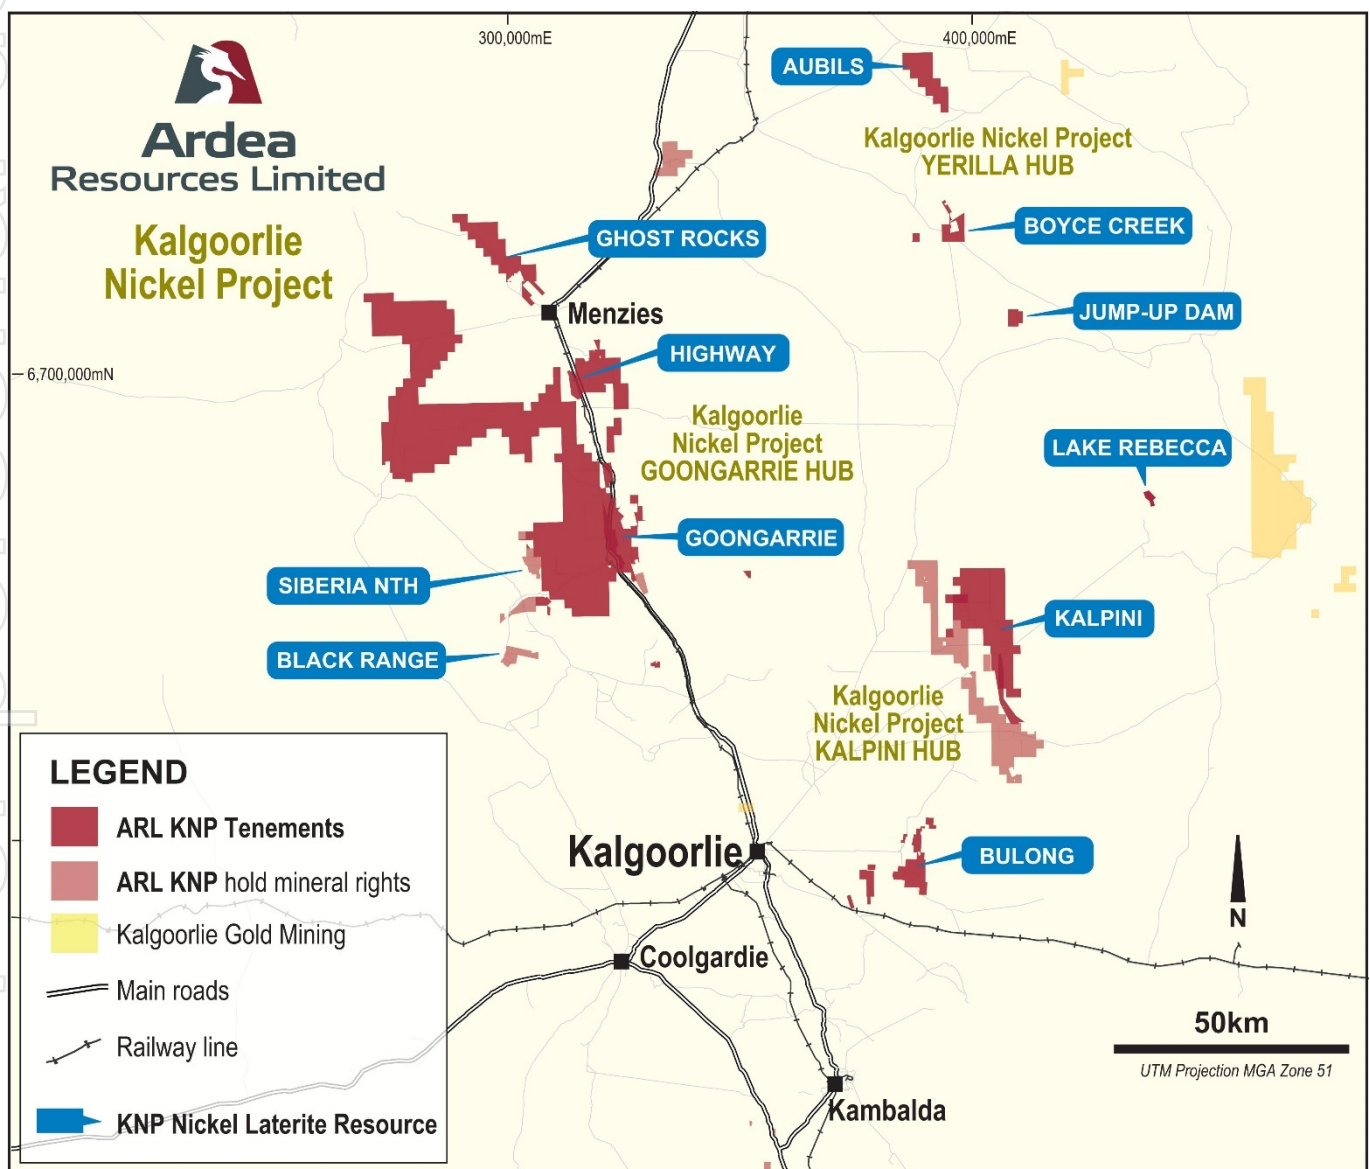 300,000mE
400,000mE
Ardea
Resources Limited
Kalgoorlie
Nickel Project
AUBILS
Kalgoorlie Nickel Project
YERILLA HUB
GHOST ROCKS
BOYCE CREEK
Menzies
JUMP-UP DAM
HIGHWAY
6,700,000mN
Kalgoorlie
Nickel Project
GOONGARRIE HUB
LAKE REBECCA
GOONGARRIE
SIBERIA NTH
KALPINI
BLACK RANGE
Kalgoorlie
Nickel Project
KALPINI HUB
LEGEND
ARL KNP Tenements
ARL KNP hold mineral rights
Kalgoorlie Gold Mining
Main roads
Railway line
KNP Nickel Laterite Resource
Kalgoorlie
BULONG
N
Coolgardie
50km
UTM Projection MGA Zone 51
Kambalda